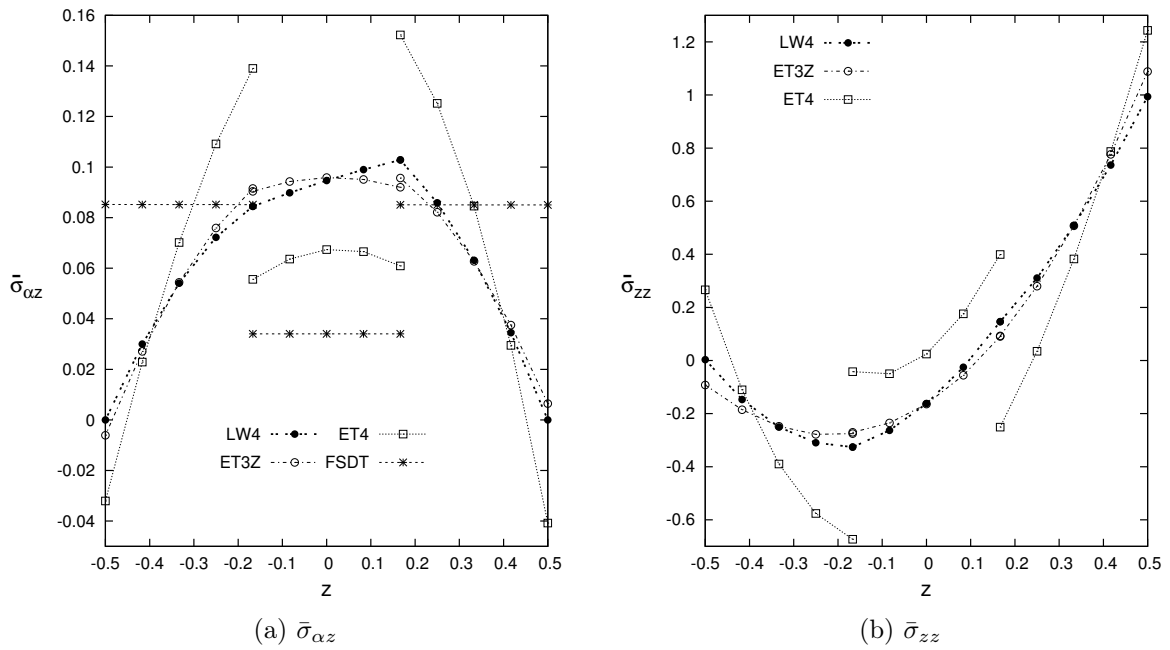 0.16
0.14
0.12
0.1
0.08
0.06
0.04
0.02
0
-0.02
-0.04
σ̄αz
LW4
ET3Z
ET4
FSDT
-0.5 -0.4 -0.3 -0.2 -0.1 0 0.1 0.2 0.3 0.4 0.5
z
(a) σ̄αz
1.2
1
0.8
0.6
0.4
0.2
0
-0.2
-0.4
-0.6
σ̄zz
LW4
ET3Z
ET4
-0.5 -0.4 -0.3 -0.2 -0.1 0 0.1 0.2 0.3 0.4 0.5
z
(b) σ̄zz